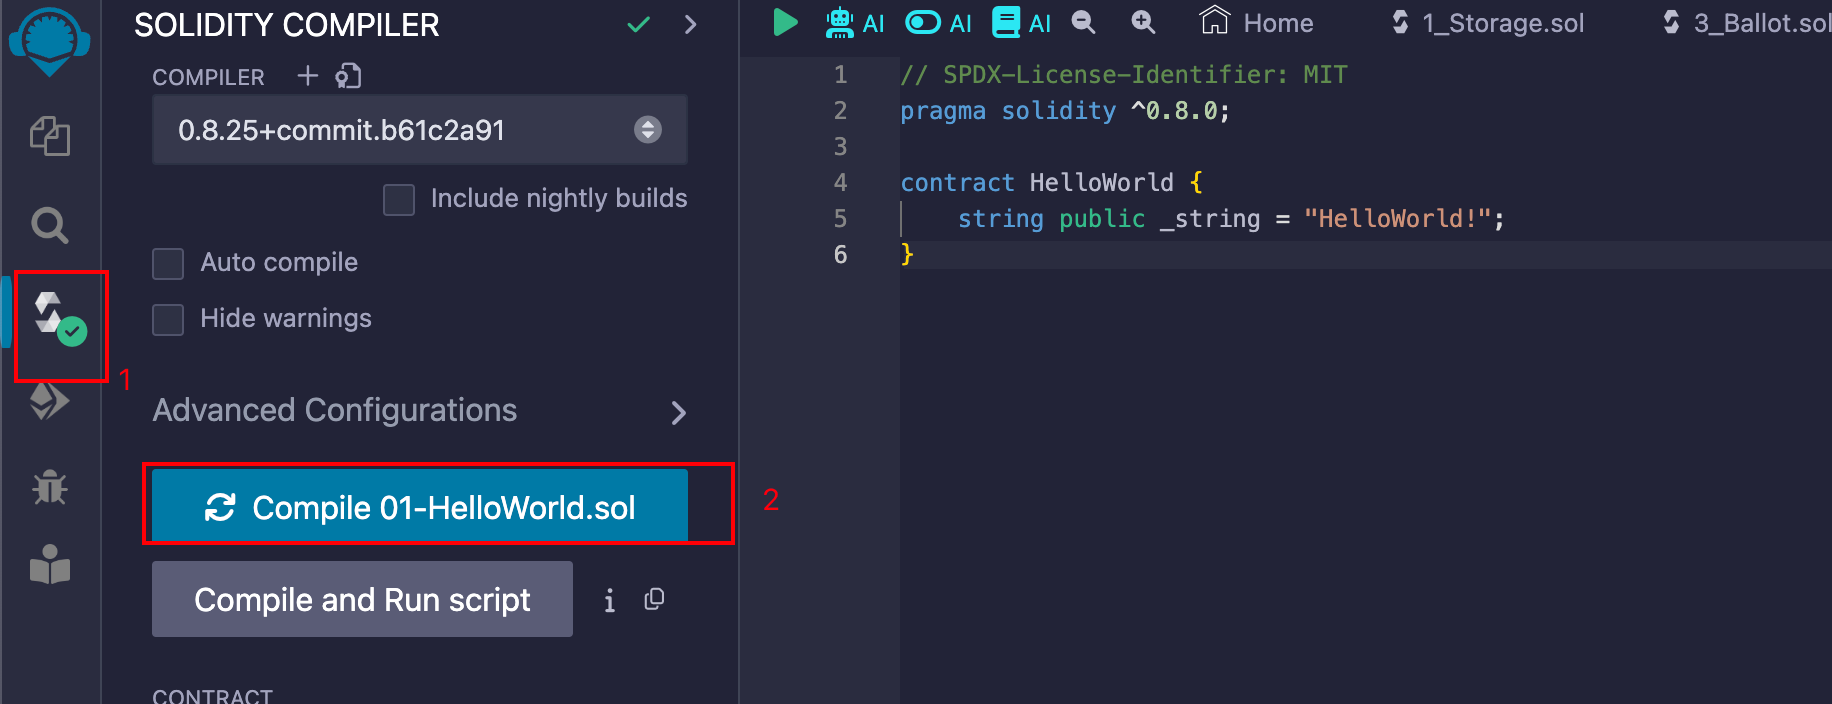 SOLIDITY COMPILER
COMPILER
0.8.25+commit.b61c2a91
Include nightly builds
Auto compile
Hide warnings
1
Advanced Configurations
Compile 01-HelloWorld.sol
2
Compile and Run script
i
CONTRACT
AI
AI
AI
Home
1_Storage.sol
3_Ballot.sol
1 // SPDX-License-Identifier: MIT
2 pragma solidity ^0.8.0;
3
4 contract HelloWorld {
5     string public _string = "HelloWorld!";
6 }